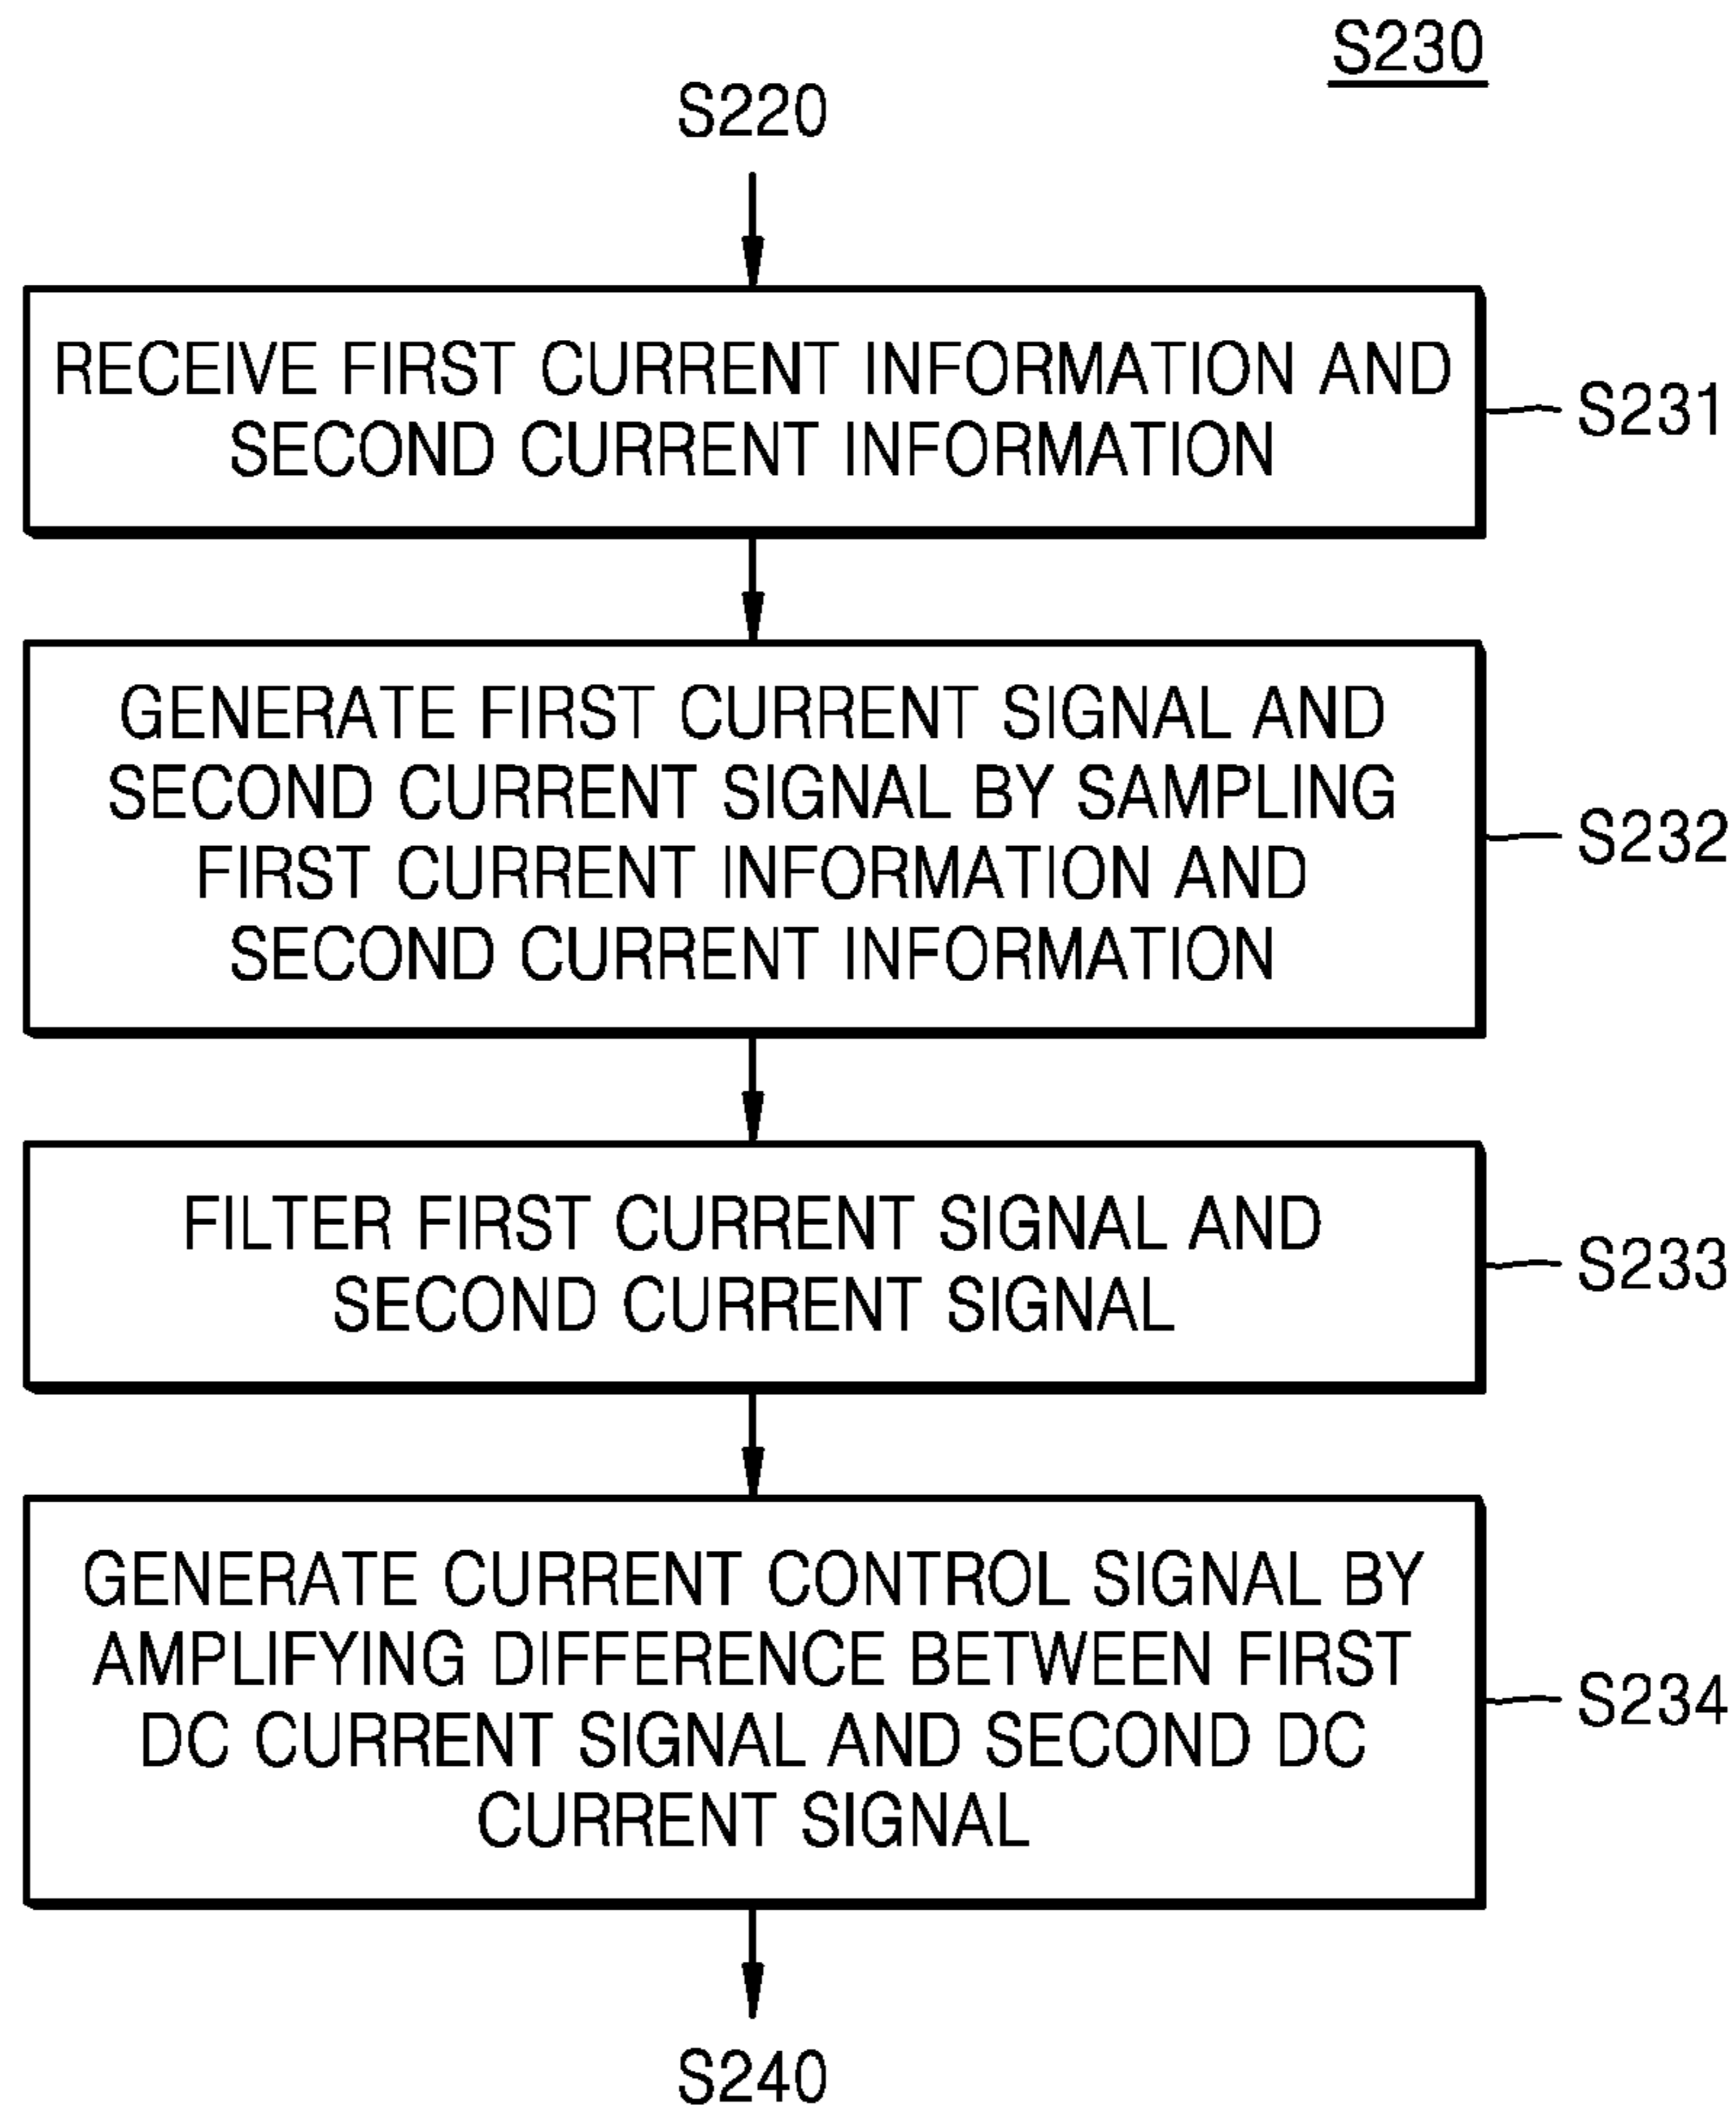 S230
S220
RECEIVE FIRST CURRENT INFORMATION AND
SECOND CURRENT INFORMATION
S231
GENERATE FIRST CURRENT SIGNAL AND
SECOND CURRENT SIGNAL BY SAMPLING
FIRST CURRENT INFORMATION AND
SECOND CURRENT INFORMATION
S232
FILTER FIRST CURRENT SIGNAL AND
SECOND CURRENT SIGNAL
S233
GENERATE CURRENT CONTROL SIGNAL BY
AMPLIFYING DIFFERENCE BETWEEN FIRST
DC CURRENT SIGNAL AND SECOND DC
CURRENT SIGNAL
S234
S240